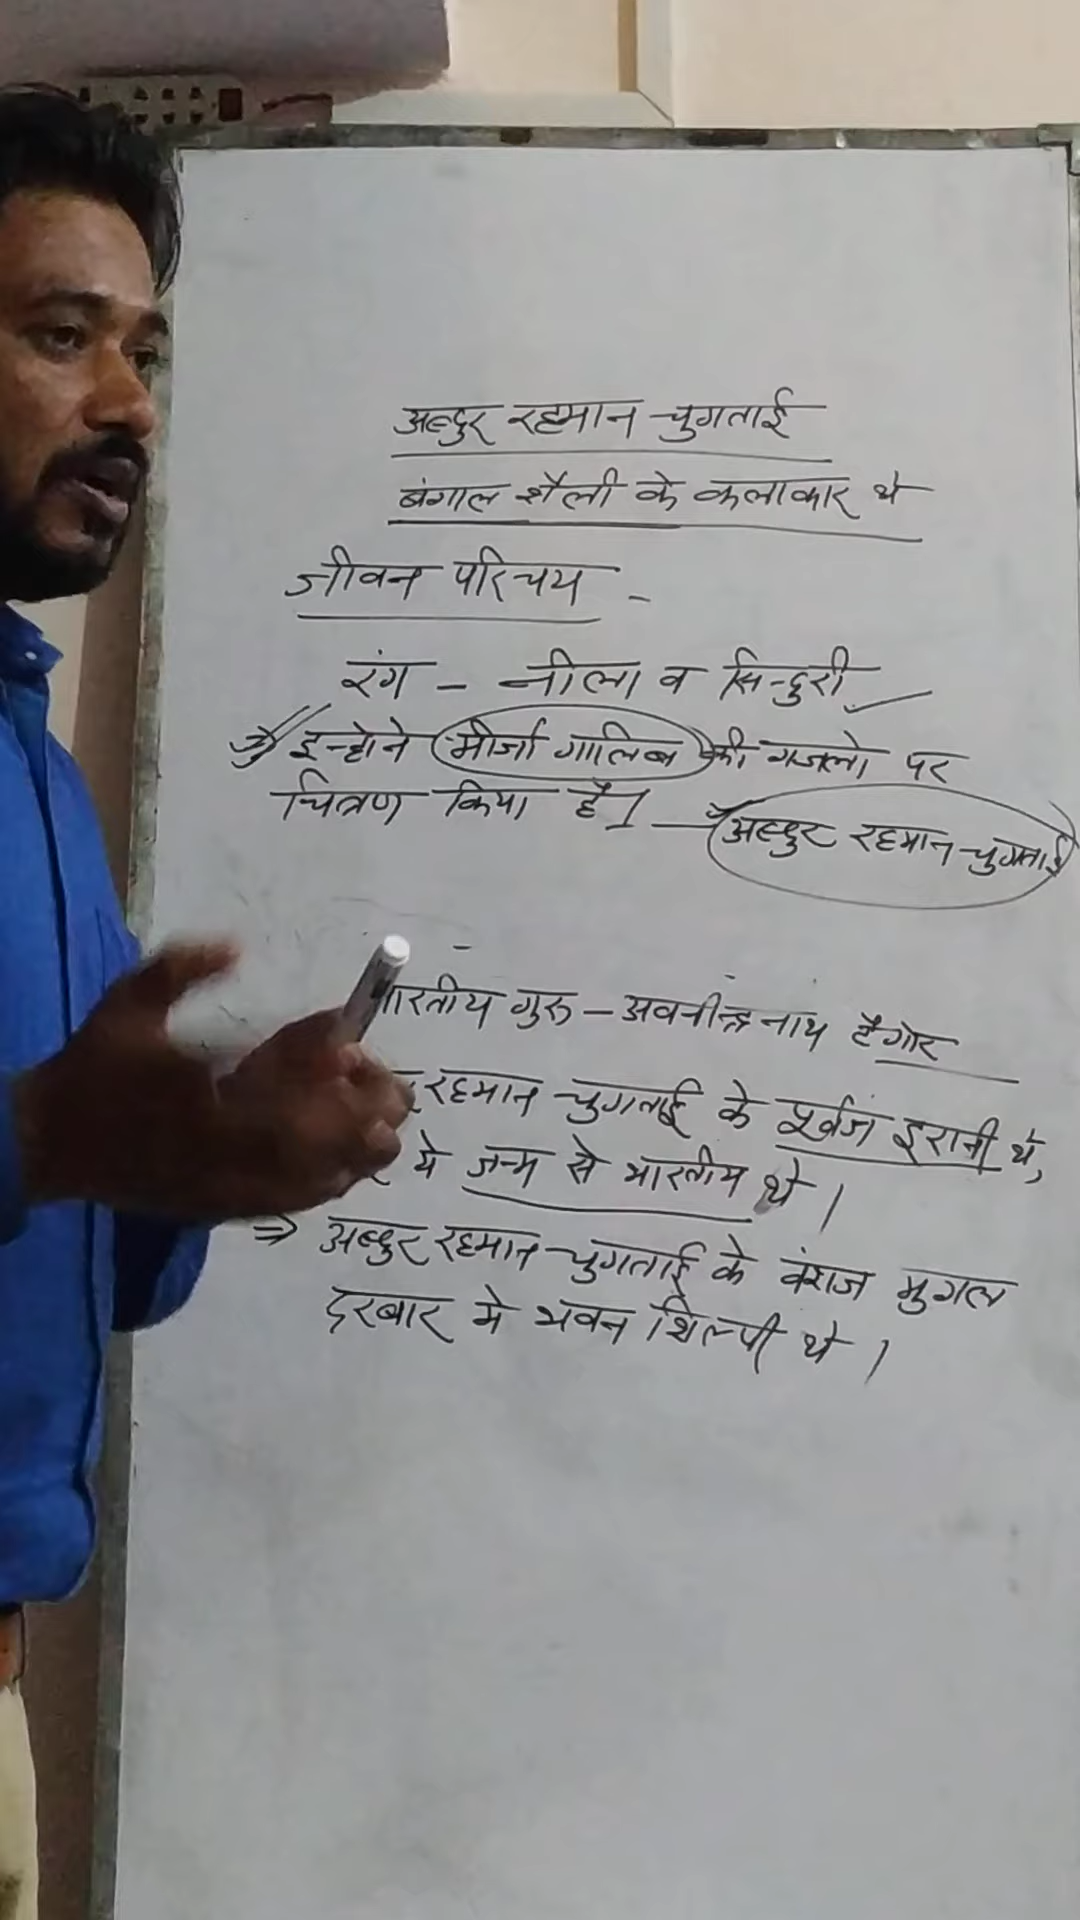 अब्दुर रहमान चुगताई
बंगाल शैली के कलाकार थे
जीवन परिचय -
रंग - नीला व सिन्दुरी
इन्होने मीर्जा गालिब की गजलो पर
चित्रण किया है। → अब्दुर रहमान चुगताई
भारतीय गुरु - अवनीन्द्र नाथ टैगोर
रहमान चुगताई के पूर्वज इरानी थे,
ये जन्म से भारतीय थे।
⇒ अब्दुर रहमान चुगताई के वंशज मुगल
दरबार मे भवन शिल्पी थे।